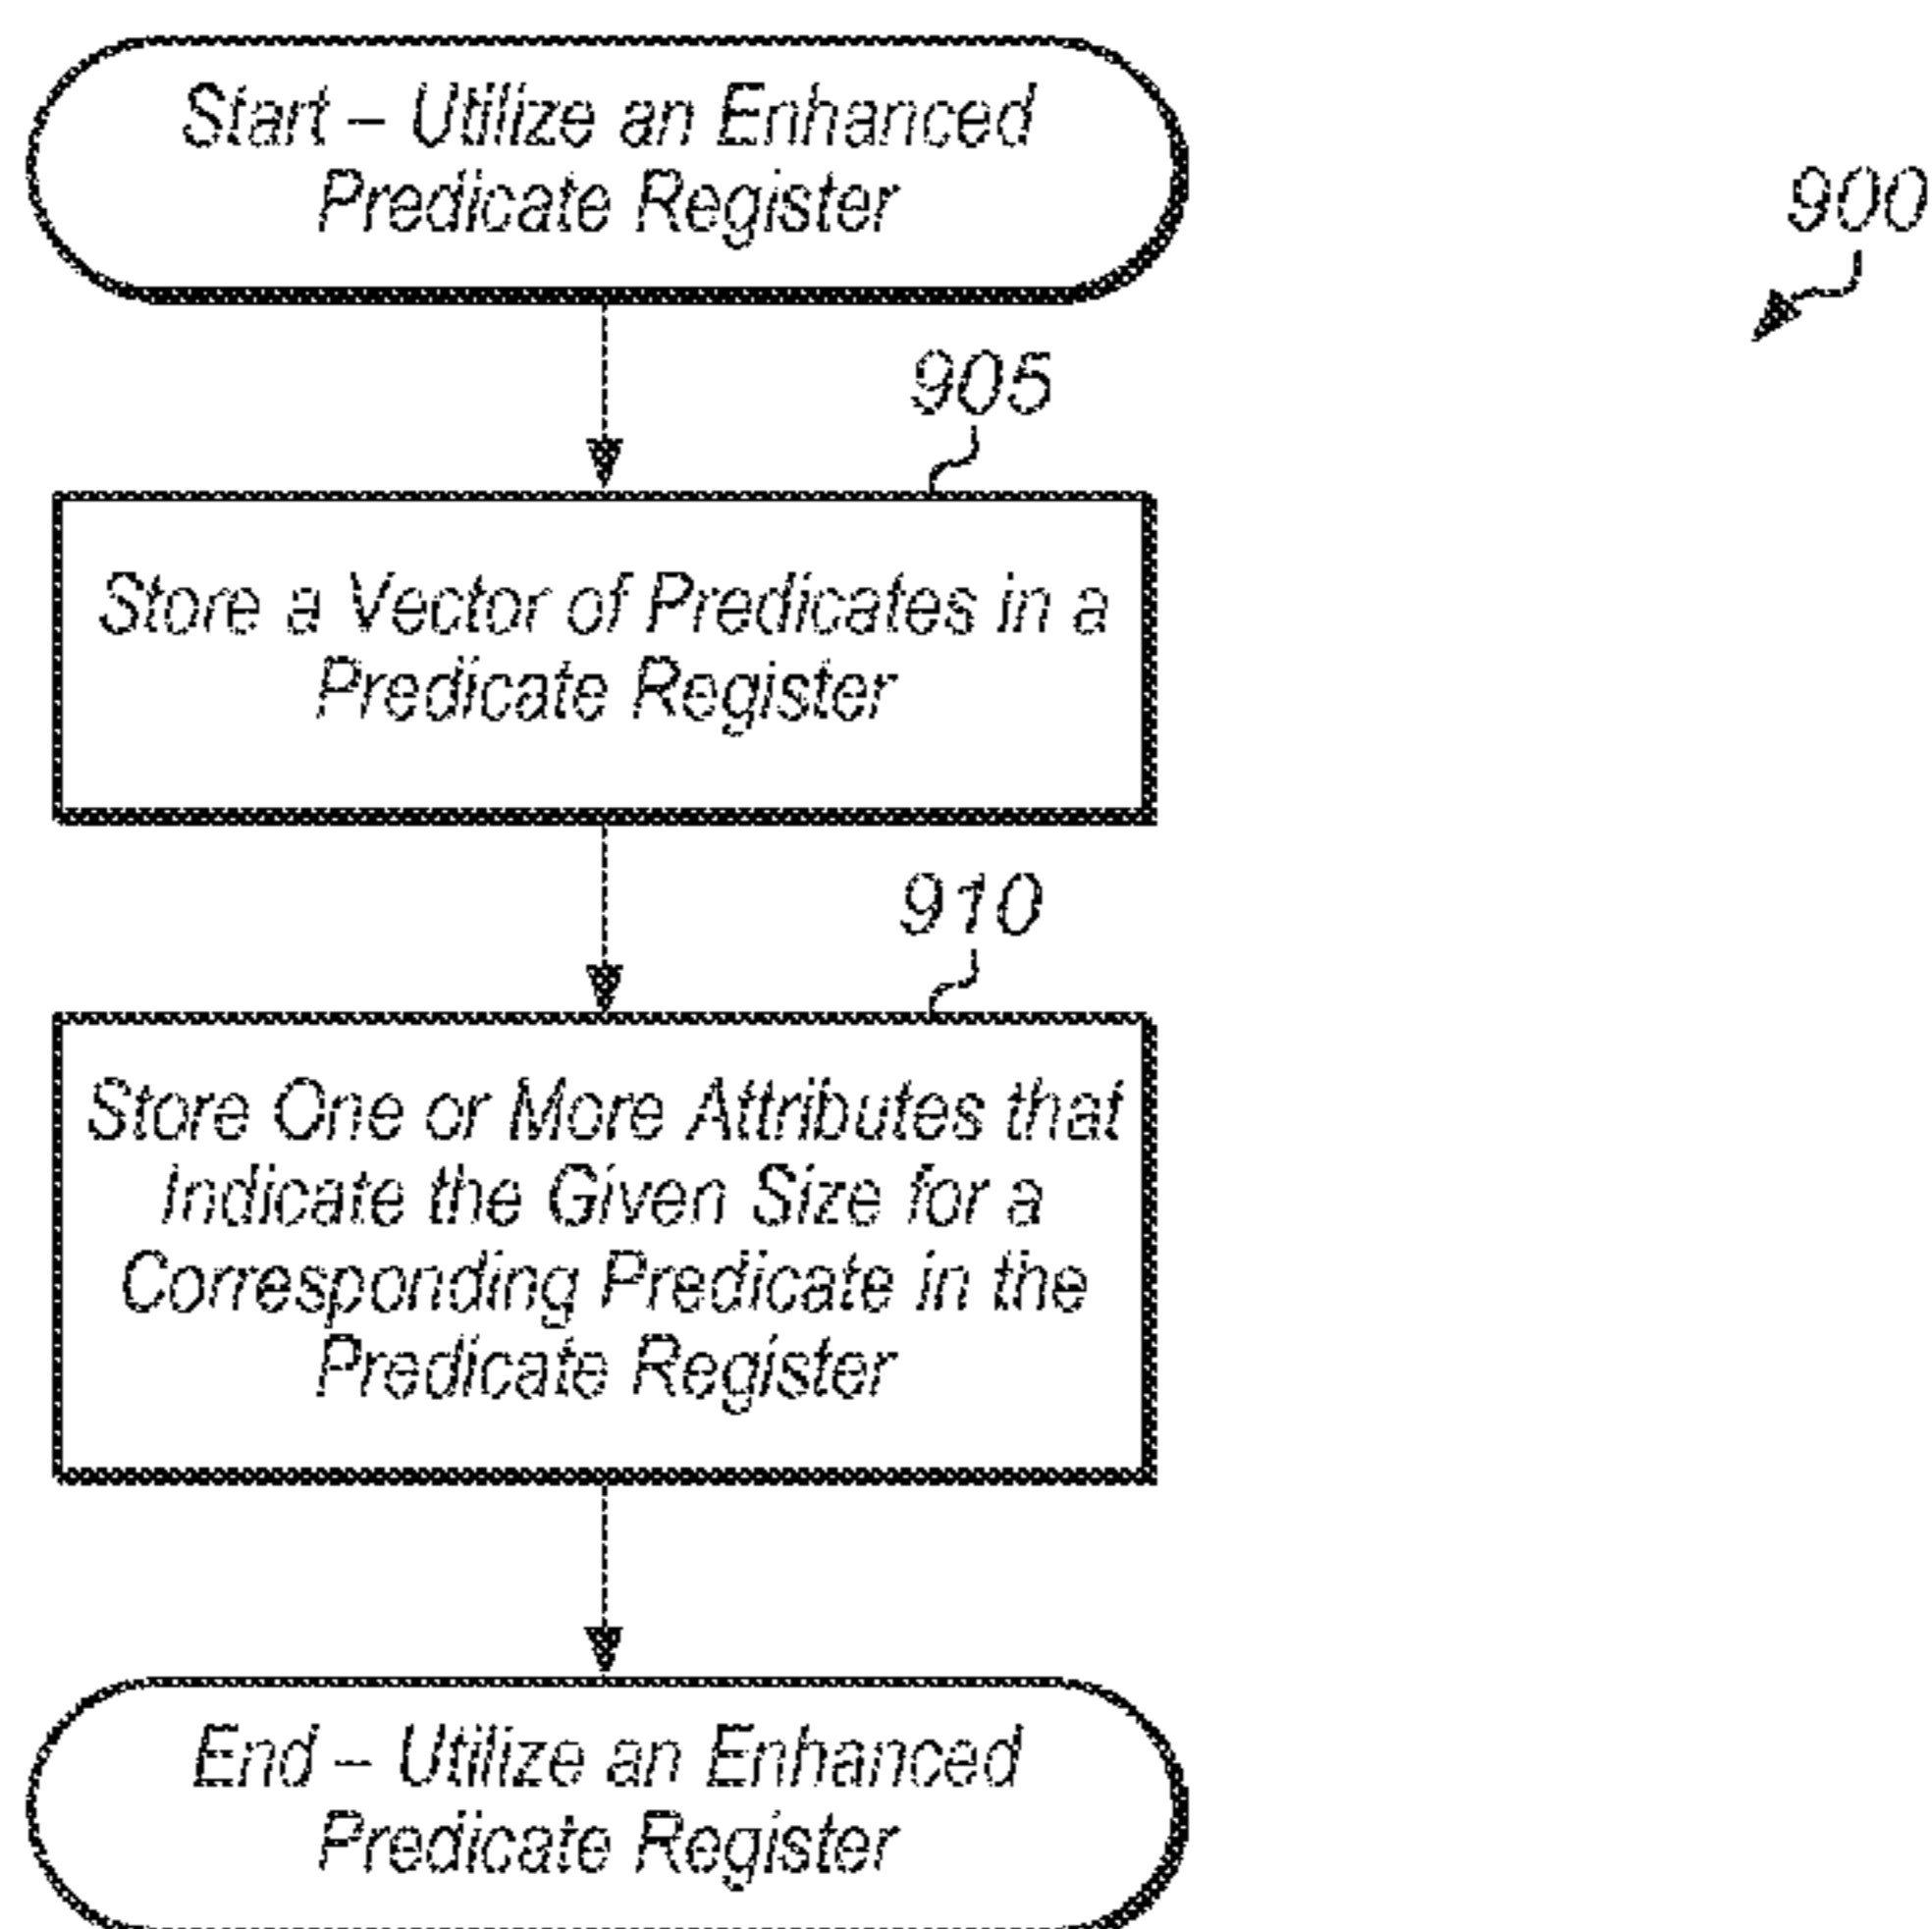 Start – Utilize an Enhanced
Predicate Register
900
905
Store a Vector of Predicates in a
Predicate Register
910
Store One or More Attributes that
Indicate the Given Size for a
Corresponding Predicate in the
Predicate Register
End – Utilize an Enhanced
Predicate Register